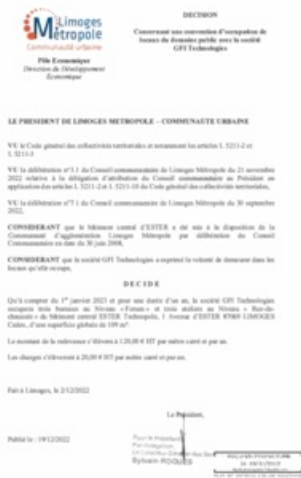 Limoges
Métropole
Communauté urbaine
Pôle Economique
Direction de Développement
Economique
DECISION
Concernant une convention d'occupation de
locaux du domaine public avec la société
GFI Technologies
LE PRESIDENT DE LIMOGES METROPOLE – COMMUNAUTE URBAINE
VU le Code général des collectivités territoriales et notamment les articles L 5211-2 et
L 5211-3
VU la délibération n°3.1 du Conseil communautaire de Limoges Métropole du 23 novembre
2022 relative à la délégation d'attribution du Conseil communautaire au Président en
application des articles L 5211-2 et L 5211-10 du Code général des collectivités territoriales,
VU la délibération n°7.1 du Conseil communautaire de Limoges Métropole du 30 septembre
2022,
CONSIDERANT que le bâtiment central d'ESTER a été mis à la disposition de la
Communauté d'agglomération Limoges Métropole par délibération du Conseil
Communautaire en date du 30 juin 2008,
CONSIDERANT que la société GFI Technologies a exprimé la volonté de demeurer dans les
locaux qu'elle occupe,
DECIDE
Qu'à compter du 1er janvier 2023 et pour une durée d'un an, la société GFI Technologies
occupera trois bureaux au Niveau « Forum » et trois ateliers au Niveau « Rez-de-
chaussée » du bâtiment central ESTER Technopole, 1 Avenue d'ESTER 87069 LIMOGES
Cedex, d'une superficie globale de 109 m².
Le montant de la redevance s'élèvera à 120,00 € HT par mètre carré et par an.
Les charges s'élèveront à 20,00 € HT par mètre carré et par an.
Fait à Limoges, le 2/12/2022
Le Président,
Publié le : 19/12/2022
Pour le Président
Par délégation,
Le Directeur Général des
Sylvain ROQUES